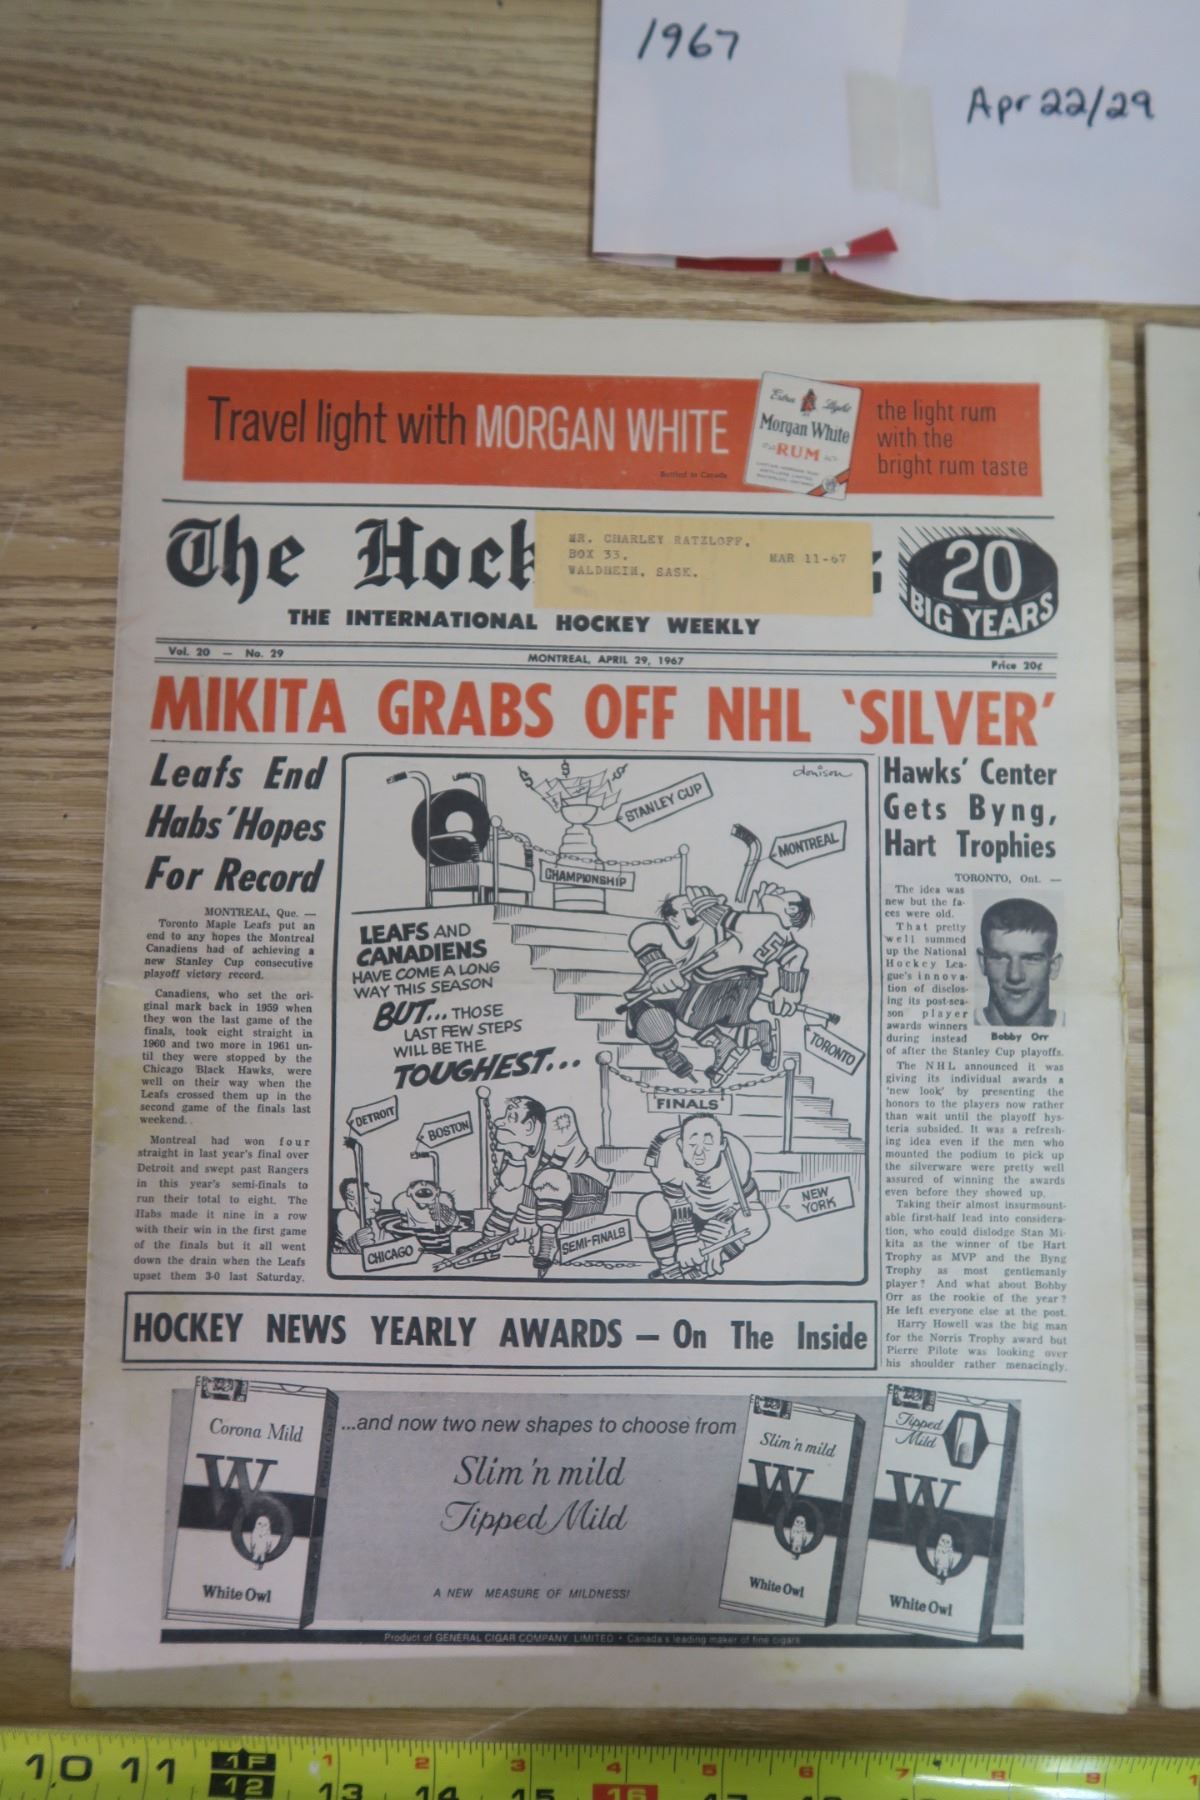 1967
Apr 22/29
Travel light with MORGAN WHITE
Bottled in Canada
Extra Light
Morgan White
RUM
the light rum
with the
bright rum taste
The Hock
MR. CHARLEY RATZLOFF,
BOX 33,
WALDHEIM, SASK.
MAR 11-67
20
BIG YEARS
THE INTERNATIONAL HOCKEY WEEKLY
Vol. 20 — No. 29
MONTREAL, APRIL 29, 1967
Price 20¢
MIKITA GRABS OFF NHL 'SILVER'
Leafs End
Habs' Hopes
For Record
MONTREAL, Que. —
Toronto Maple Leafs put an
end to any hopes the Montreal
Canadiens had of achieving a
new Stanley Cup consecutive
playoff victory record.
Canadiens, who set the ori-
ginal mark back in 1959 when
they won the last game of the
finals, took eight straight in
1960 and two more in 1961 un-
til they were stopped by the
Chicago Black Hawks, were
well on their way when the
Leafs crossed them up in the
second game of the finals last
weekend.
Montreal had won four
straight in last year's final over
Detroit and swept past Rangers
in this year's semi-finals to
run their total to eight. The
Habs made it nine in a row
with their win in the first game
of the finals but it all went
down the drain when the Leafs
upset them 3-0 last Saturday.
donison
STANLEY CUP
CHAMPIONSHIP
MONTREAL
LEAFS AND
CANADIENS
HAVE COME A LONG
WAY THIS SEASON
BUT... THOSE
LAST FEW STEPS
WILL BE THE
TOUGHEST...
5
TORONTO
FINALS
DETROIT
BOSTON
CHICAGO
SEMI-FINALS
NEW
YORK
Hawks' Center
Gets Byng,
Hart Trophies
TORONTO, Ont. —
The idea was
new but the fa-
ces were old.
That pretty
well summed
up the National
Hockey Lea-
gue's innova-
tion of disclos-
ing its post-sea-
son player
awards winners
during instead
of after the Stanley Cup playoffs.
Bobby Orr
The NHL announced it was
giving its individual awards a
'new look' by presenting the
honors to the players now rather
than wait until the playoff hys-
teria subsided. It was a refresh-
ing idea even if the men who
mounted the podium to pick up
the silverware were pretty well
assured of winning the awards
even before they showed up.
Taking their almost insurmount-
able first-half lead into considera-
tion, who could dislodge Stan Mi-
kita as the winner of the Hart
Trophy as MVP and the Byng
Trophy as most gentlemanly
player? And what about Bobby
Orr as the rookie of the year?
He left everyone else at the post.
Harry Howell was the big man
for the Norris Trophy award but
Pierre Pilote was looking over
his shoulder rather menacingly.
HOCKEY NEWS YEARLY AWARDS — On The Inside
Corona Mild
WO
White Owl
...and now two new shapes to choose from
Slim 'n mild
Tipped Mild
A NEW MEASURE OF MILDNESS!
Slim 'n mild
WO
White Owl
Tipped
Mild
WO
White Owl
Product of GENERAL CIGAR COMPANY, LIMITED • Canada's leading maker of fine cigars
10 11 1F 1 2 3 4 5 6 7 8 9
12 13 14 15 16 17 18 19 20